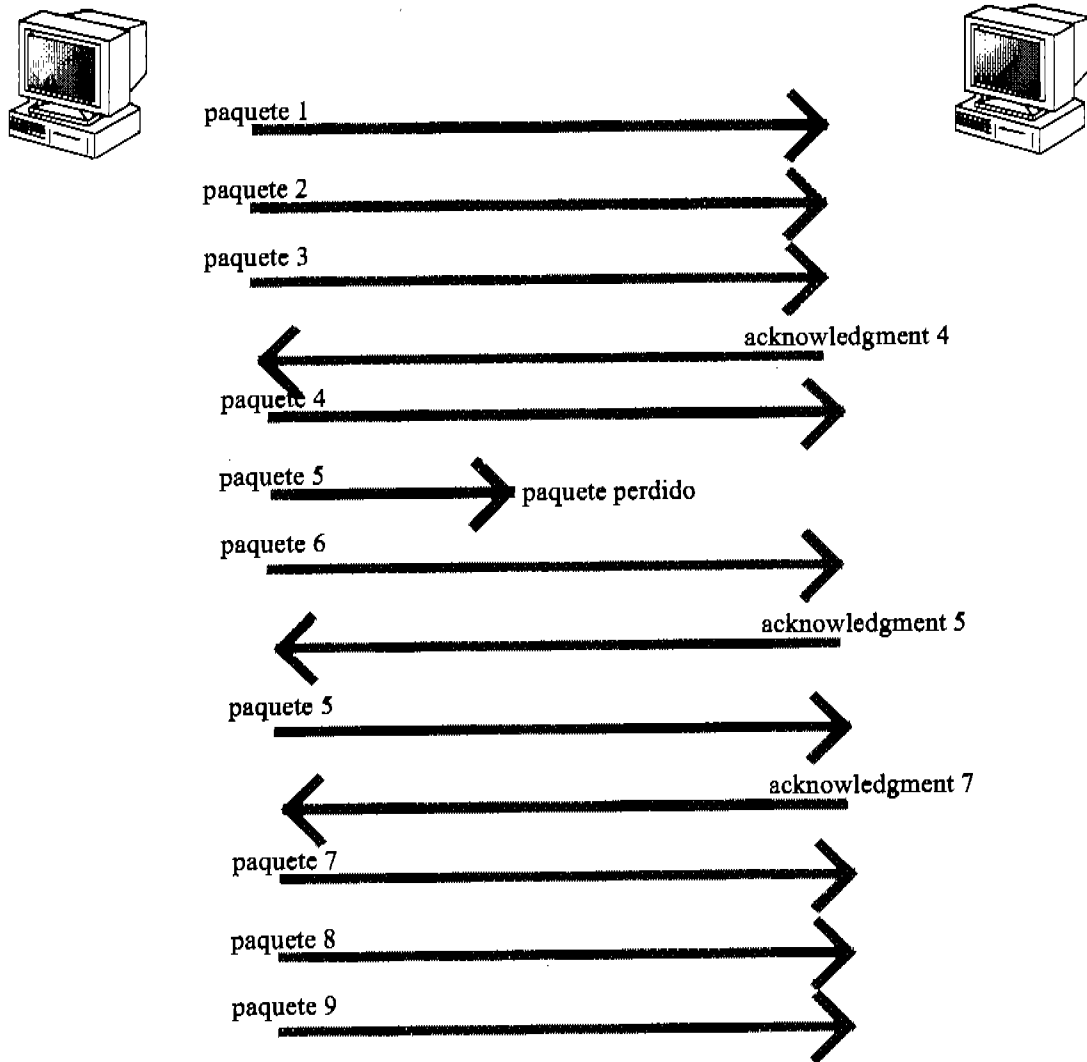 paquete 1
paquete 2
paquete 3
acknowledgment 4
paquete 4
paquete 5
paquete perdido
paquete 6
acknowledgment 5
paquete 5
acknowledgment 7
paquete 7
paquete 8
paquete 9